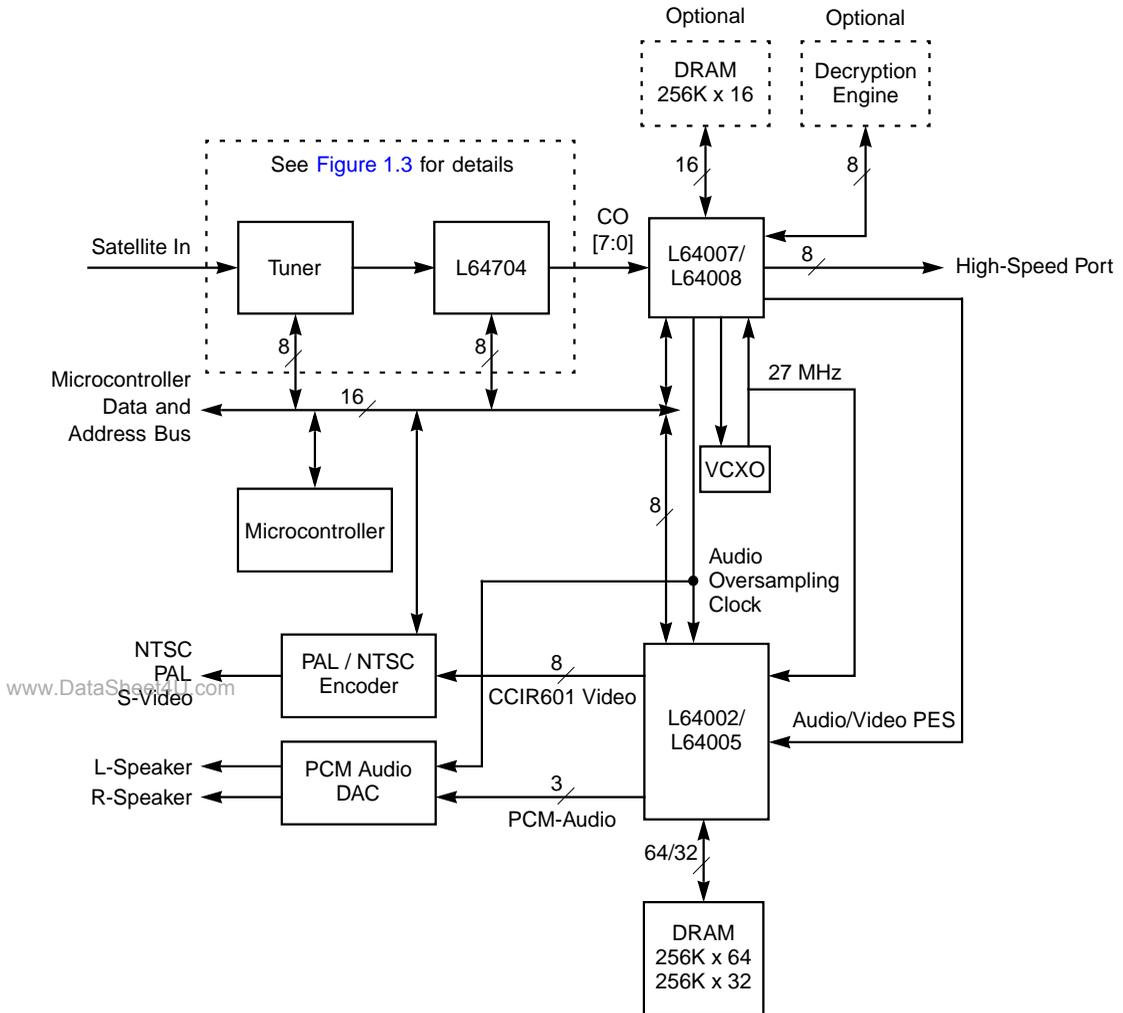 Optional
Optional
DRAM
256K x 16
Decryption
Engine
See Figure 1.3 for details
16
8
Satellite In
Tuner
L64704
CO
[7:0]
L64007/
L64008
8
High-Speed Port
8
8
27 MHz
Microcontroller
Data and
Address Bus
16
VCXO
8
Microcontroller
Audio
Oversampling
Clock
NTSC
PAL
S-Video
PAL / NTSC
Encoder
8
CCIR601 Video
L64002/
L64005
Audio/Video PES
www.DataSheet4U.com
L-Speaker
R-Speaker
PCM Audio
DAC
3
PCM-Audio
64/32
DRAM
256K x 64
256K x 32